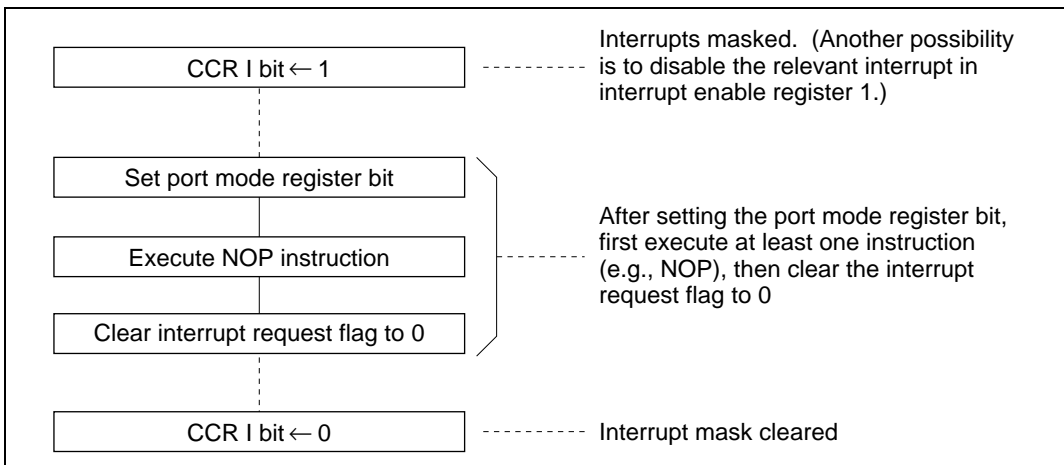 CCR I bit ← 1
Interrupts masked. (Another possibility
is to disable the relevant interrupt in
interrupt enable register 1.)
Set port mode register bit
Execute NOP instruction
Clear interrupt request flag to 0
After setting the port mode register bit,
first execute at least one instruction
(e.g., NOP), then clear the interrupt
request flag to 0
CCR I bit ← 0
Interrupt mask cleared